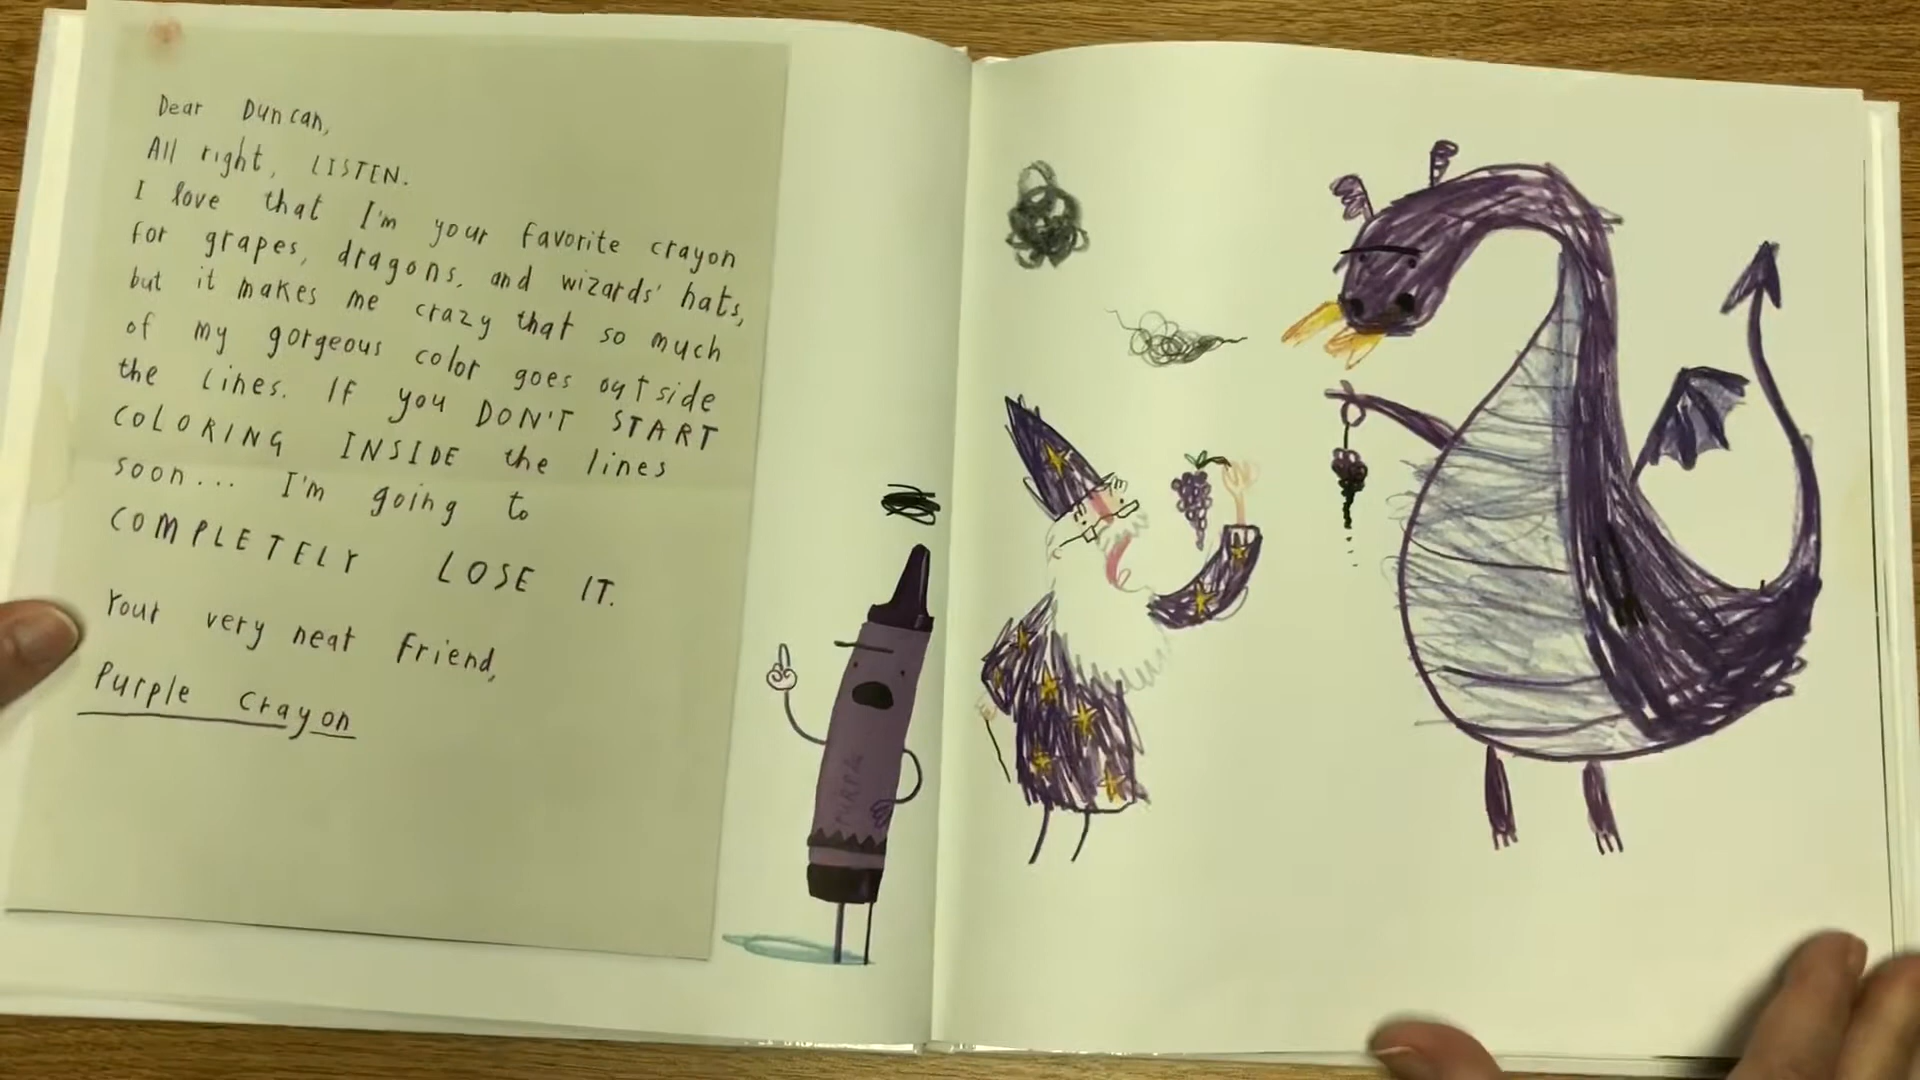 Dear Duncan,
All right, LISTEN.
I love that I'm your favorite crayon
for grapes, dragons, and wizards' hats,
but it makes me crazy that so much
of my gorgeous color goes outside
the lines. If you DON'T START
COLORING INSIDE the lines
soon... I'm going to
COMPLETELY LOSE IT.
Your very neat friend,
Purple Crayon
PURPLE